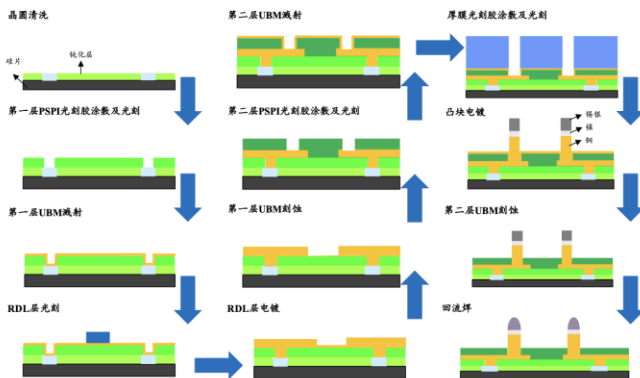 晶圆清洗
硅片
钝化层
第一层PSPI光刻胶涂敷及光刻
第一层UBM溅射
RDL层光刻
RDL层电镀
第一层UBM刻蚀
第二层PSPI光刻胶涂敷及光刻
第二层UBM溅射
厚膜光刻胶涂敷及光刻
凸块电镀
锡银
镍
铜
第二层UBM刻蚀
回流焊